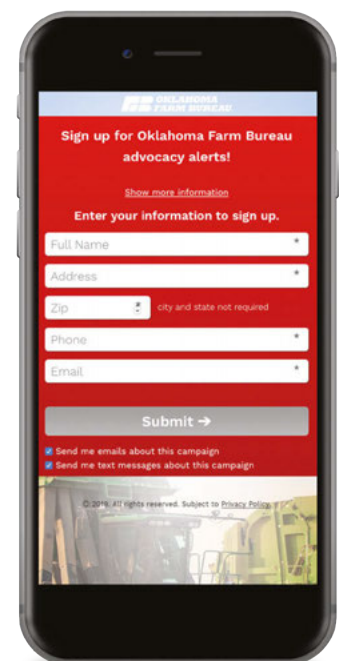 OKLAHOMA
FARM BUREAU
Sign up for Oklahoma Farm Bureau
advocacy alerts!
Show more information
Enter your information to sign up.
Full Name *
Address *
Zip * city and state not required
Phone *
Email *
Submit →
Send me emails about this campaign
Send me text messages about this campaign
© 2019. All rights reserved. Subject to Privacy Policy.